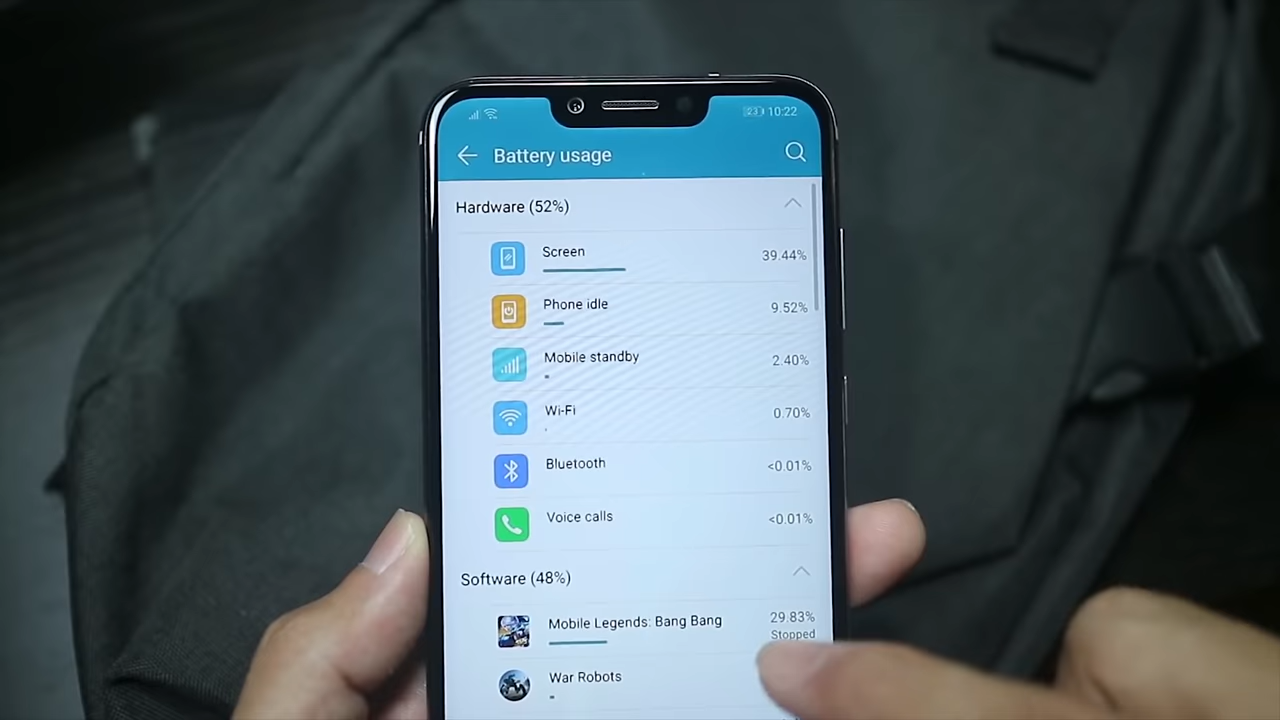 23 10:22
Battery usage
Hardware (52%)
Screen 39.44%
Phone idle 9.52%
Mobile standby 2.40%
Wi-Fi 0.70%
Bluetooth <0.01%
Voice calls <0.01%
Software (48%)
Mobile Legends: Bang Bang 29.83%
Stopped
War Robots